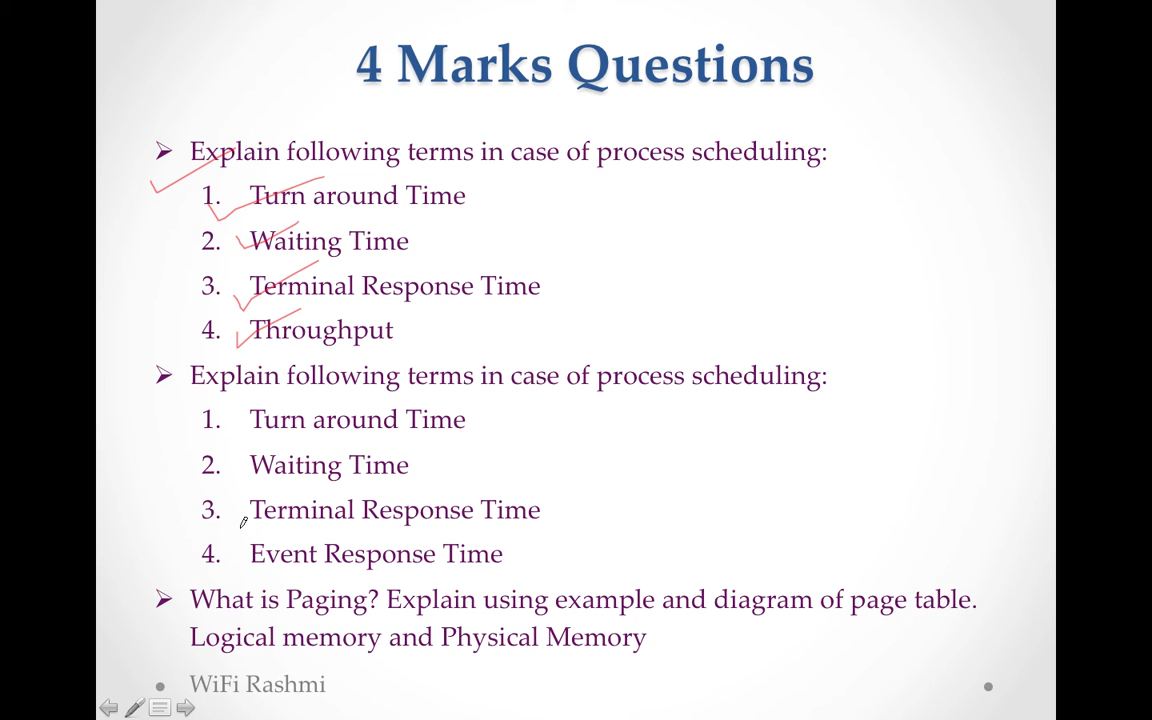 4 Marks Questions
➢ Explain following terms in case of process scheduling:
1. Turn around Time
2. Waiting Time
3. Terminal Response Time
4. Throughput
➢ Explain following terms in case of process scheduling:
1. Turn around Time
2. Waiting Time
3. Terminal Response Time
4. Event Response Time
➢ What is Paging? Explain using example and diagram of page table.
Logical memory and Physical Memory
• WiFi Rashmi •